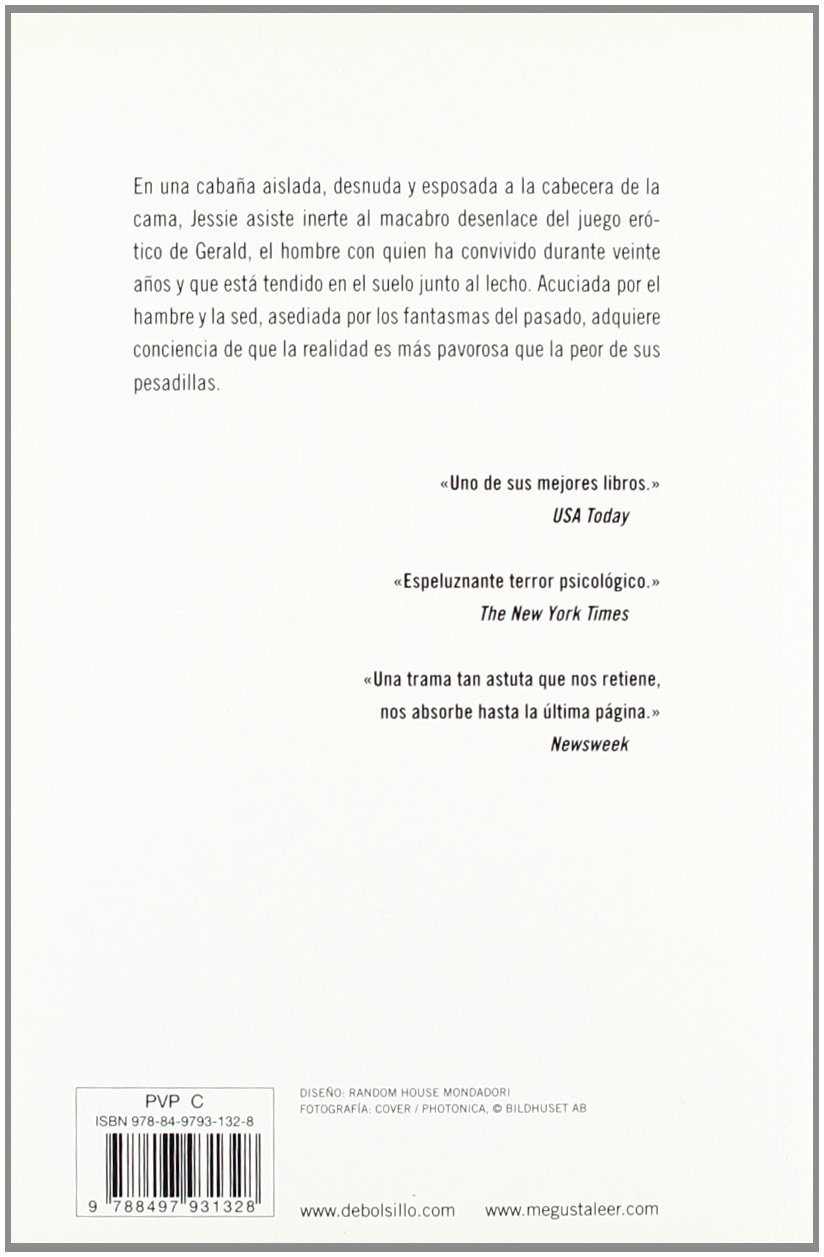 En una cabaña aislada, desnuda y esposada a la cabecera de la
cama, Jessie asiste inerte al macabro desenlace del juego eró-
tico de Gerald, el hombre con quien ha convivido durante veinte
años y que está tendido en el suelo junto al lecho. Acuciada por el
hambre y la sed, asediada por los fantasmas del pasado, adquiere
conciencia de que la realidad es más pavorosa que la peor de sus
pesadillas.
«Uno de sus mejores libros.»
USA Today
«Espeluznante terror psicológico.»
The New York Times
«Una trama tan astuta que nos retiene,
nos absorbe hasta la última página.»
Newsweek
PVP C
ISBN 978-84-9793-132-8
9 788497 931328
DISEÑO: RANDOM HOUSE MONDADORI
FOTOGRAFÍA: COVER / PHOTONICA, © BILDHUSET AB
www.debolsillo.com www.megustaleer.com